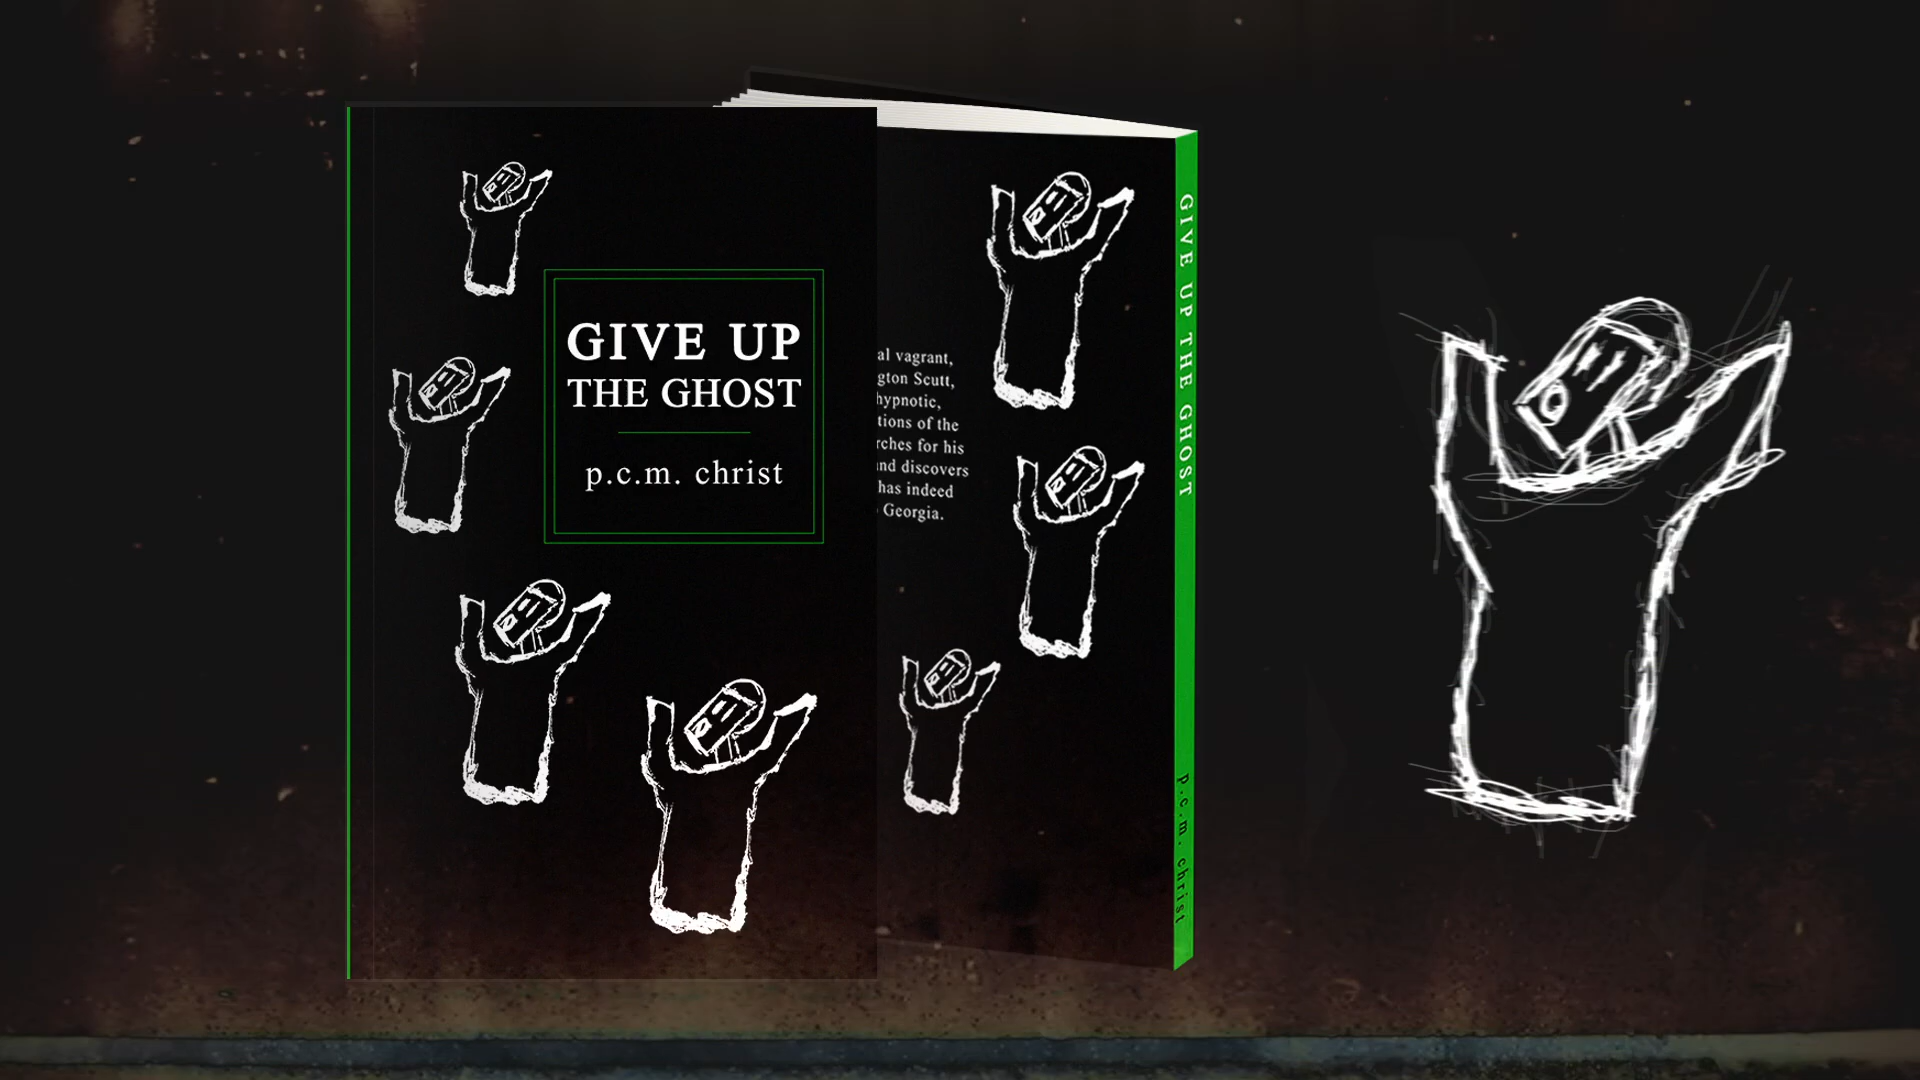 GIVE UP
THE GHOST
p.c.m. christ
al vagrant,
gton Scutt,
hypnotic,
tions of the
rches for his
nd discovers
has indeed
Georgia.
GIVE UP THE GHOST
p.c.m. christ